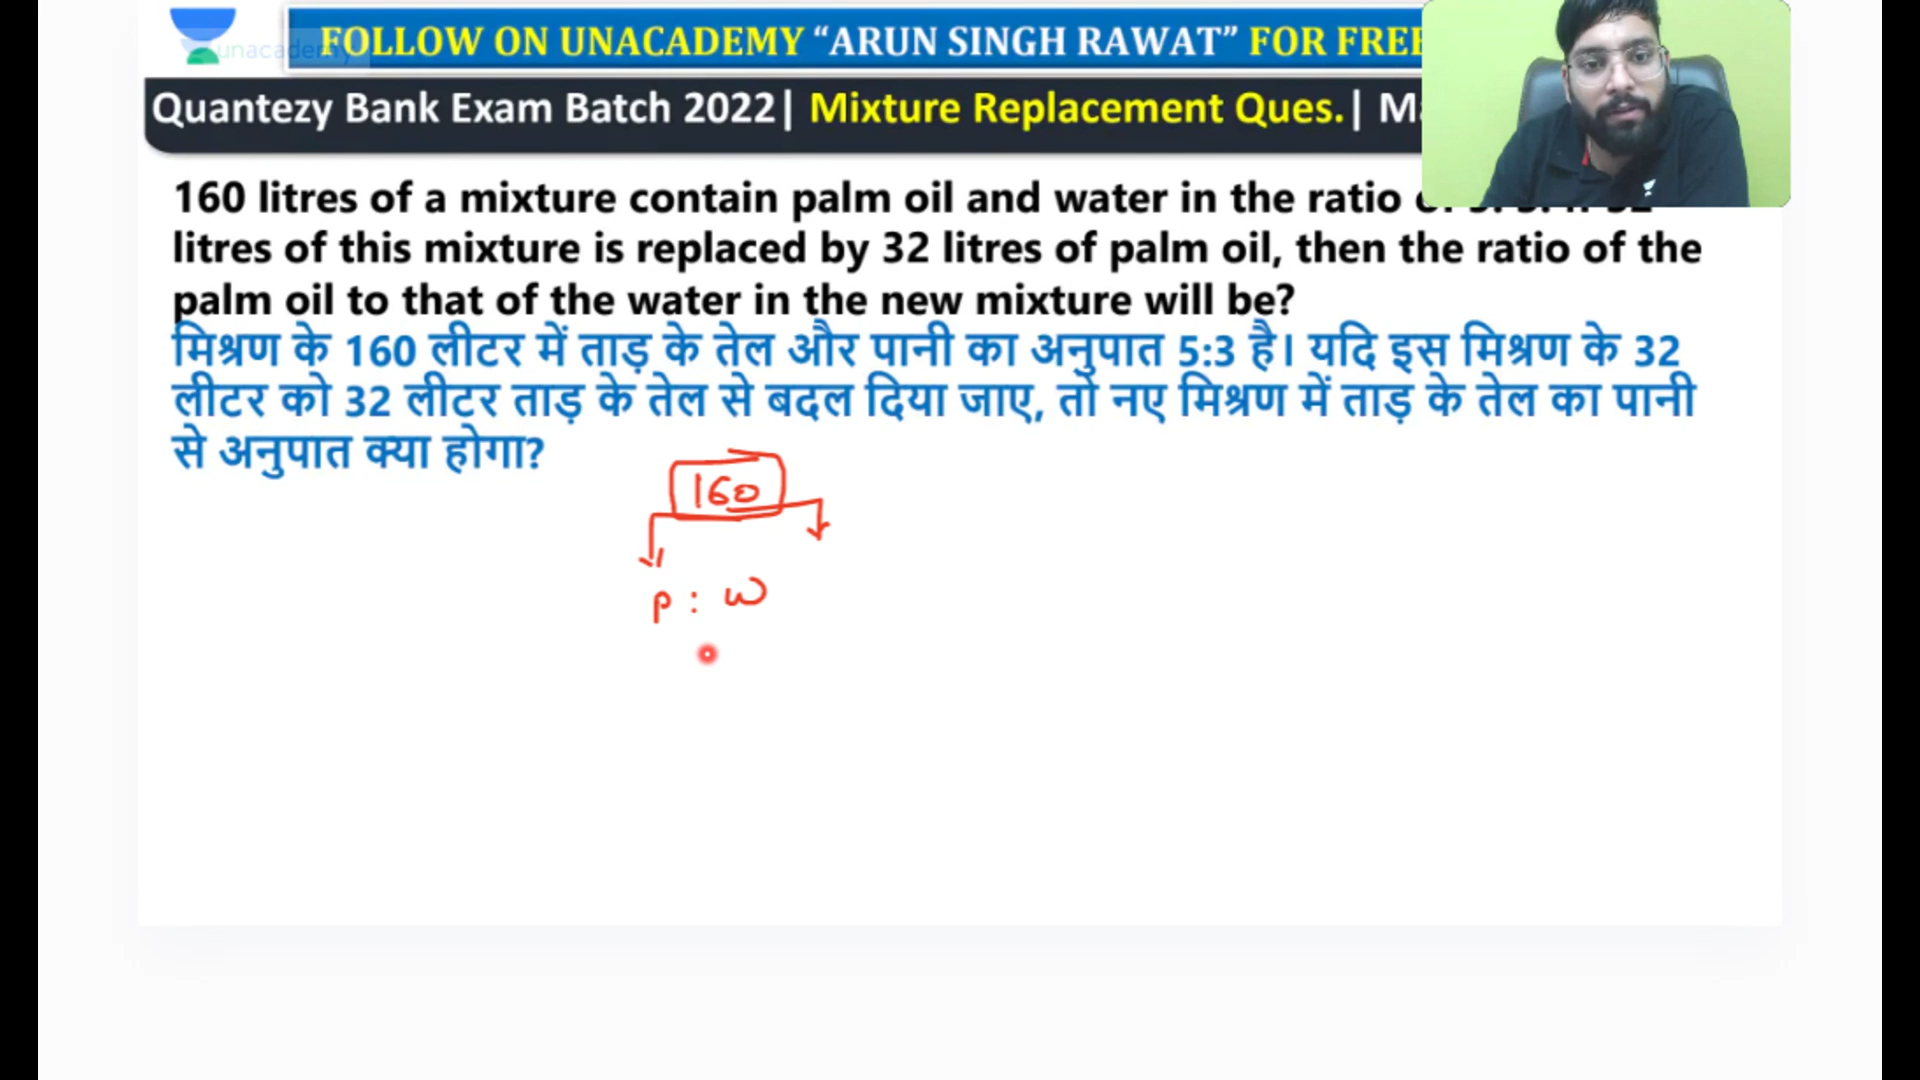 unacademy
FOLLOW ON UNACADEMY “ARUN SINGH RAWAT” FOR FREE
Quantezy Bank Exam Batch 2022| Mixture Replacement Ques.| Ma
160 litres of a mixture contain palm oil and water in the ratio
litres of this mixture is replaced by 32 litres of palm oil, then the ratio of the
palm oil to that of the water in the new mixture will be?
मिश्रण के 160 लीटर में ताड़ के तेल और पानी का अनुपात 5:3 है। यदि इस मिश्रण के 32
लीटर को 32 लीटर ताड़ के तेल से बदल दिया जाए, तो नए मिश्रण में ताड़ के तेल का पानी
से अनुपात क्या होगा?
160
p : w